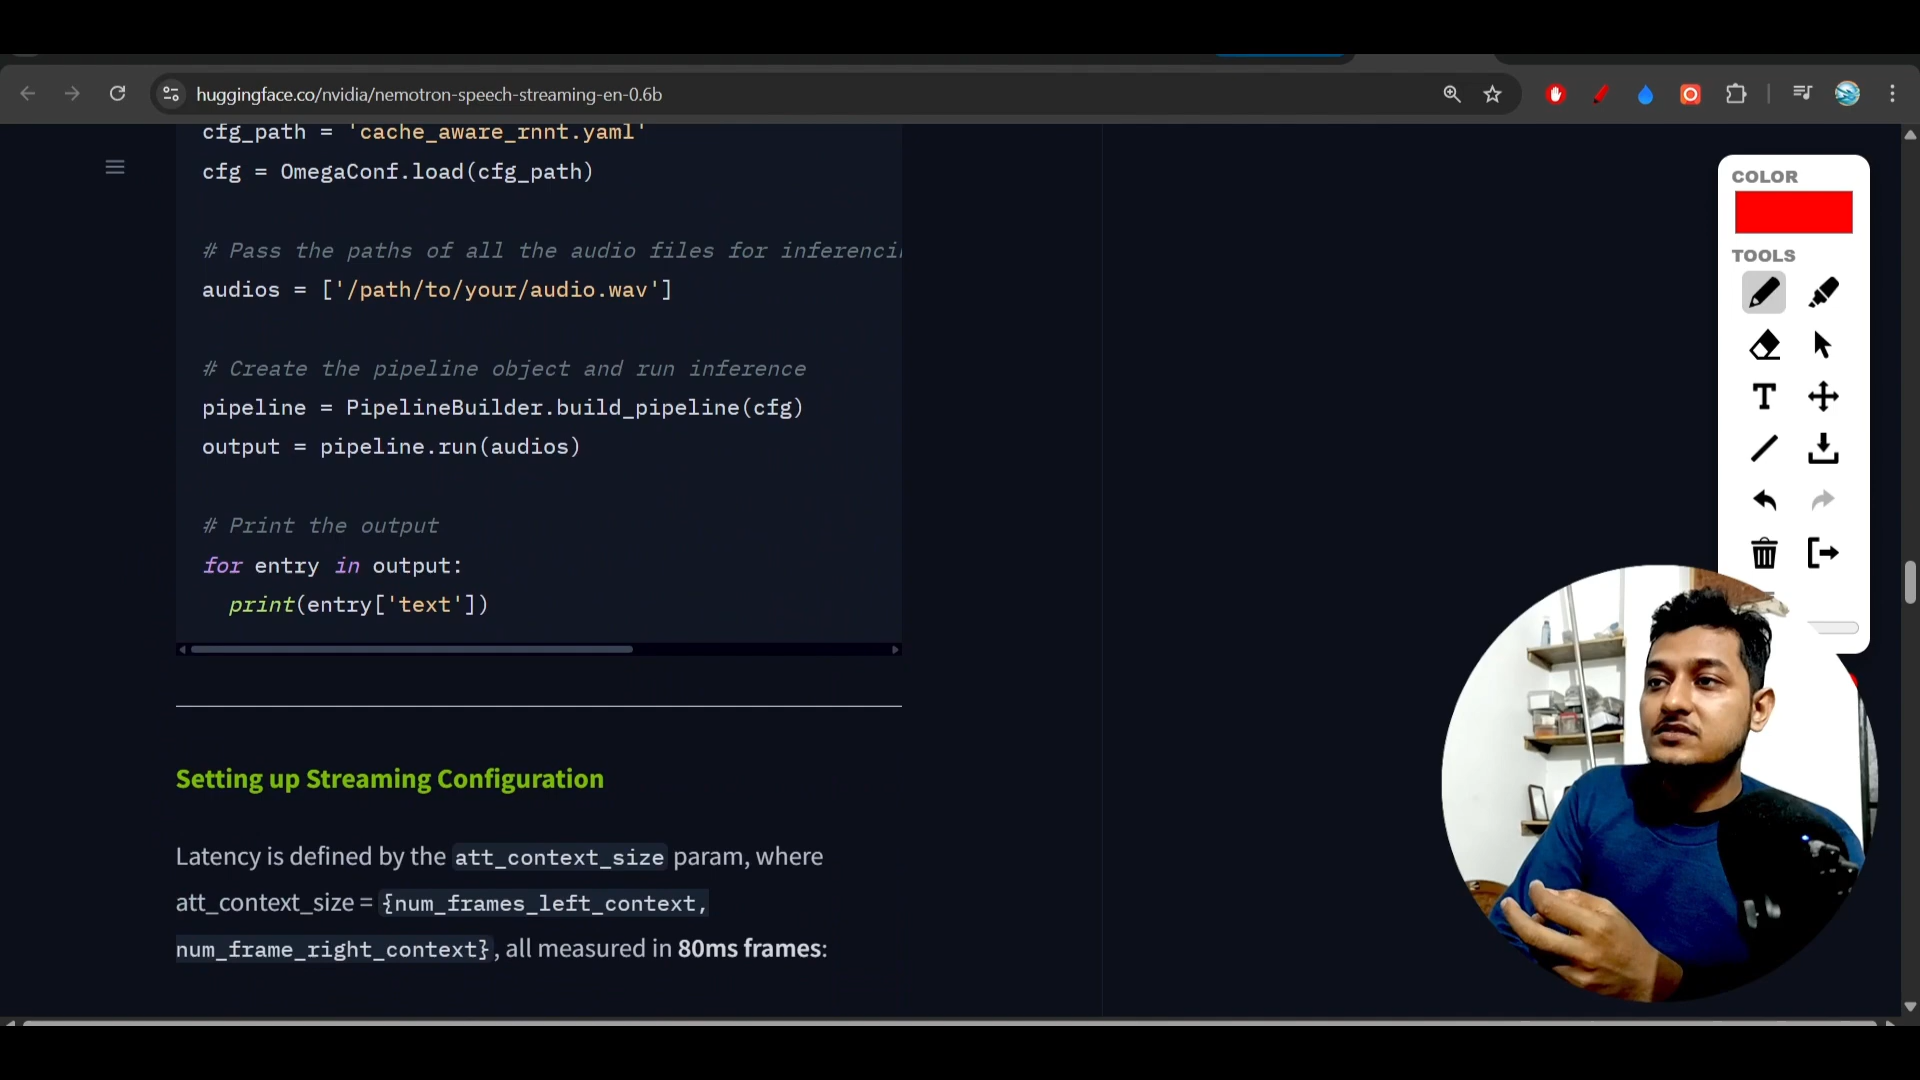 huggingface.co/nvidia/nemotron-speech-streaming-en-0.6b
cfg_path = 'cache_aware_rnnt.yaml'
cfg = OmegaConf.load(cfg_path)
# Pass the paths of all the audio files for inferenci
audios = ['/path/to/your/audio.wav']
# Create the pipeline object and run inference
pipeline = PipelineBuilder.build_pipeline(cfg)
output = pipeline.run(audios)
# Print the output
for entry in output:
print(entry['text'])
Setting up Streaming Configuration
Latency is defined by the att_context_size param, where
att_context_size = {num_frames_left_context,
num_frame_right_context}, all measured in 80ms frames:
COLOR
TOOLS